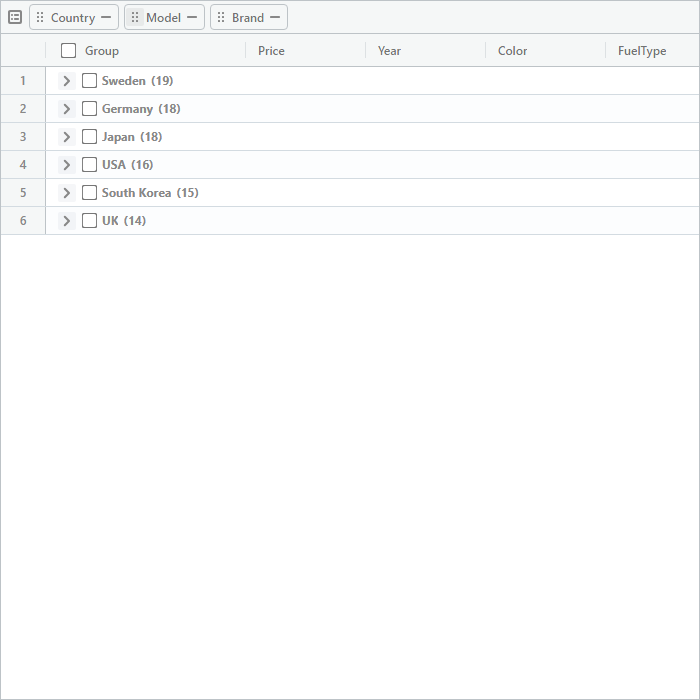 Country Model Brand
Group Price Year Color FuelType
1 Sweden (19)
2 Germany (18)
3 Japan (18)
4 USA (16)
5 South Korea (15)
6 UK (14)